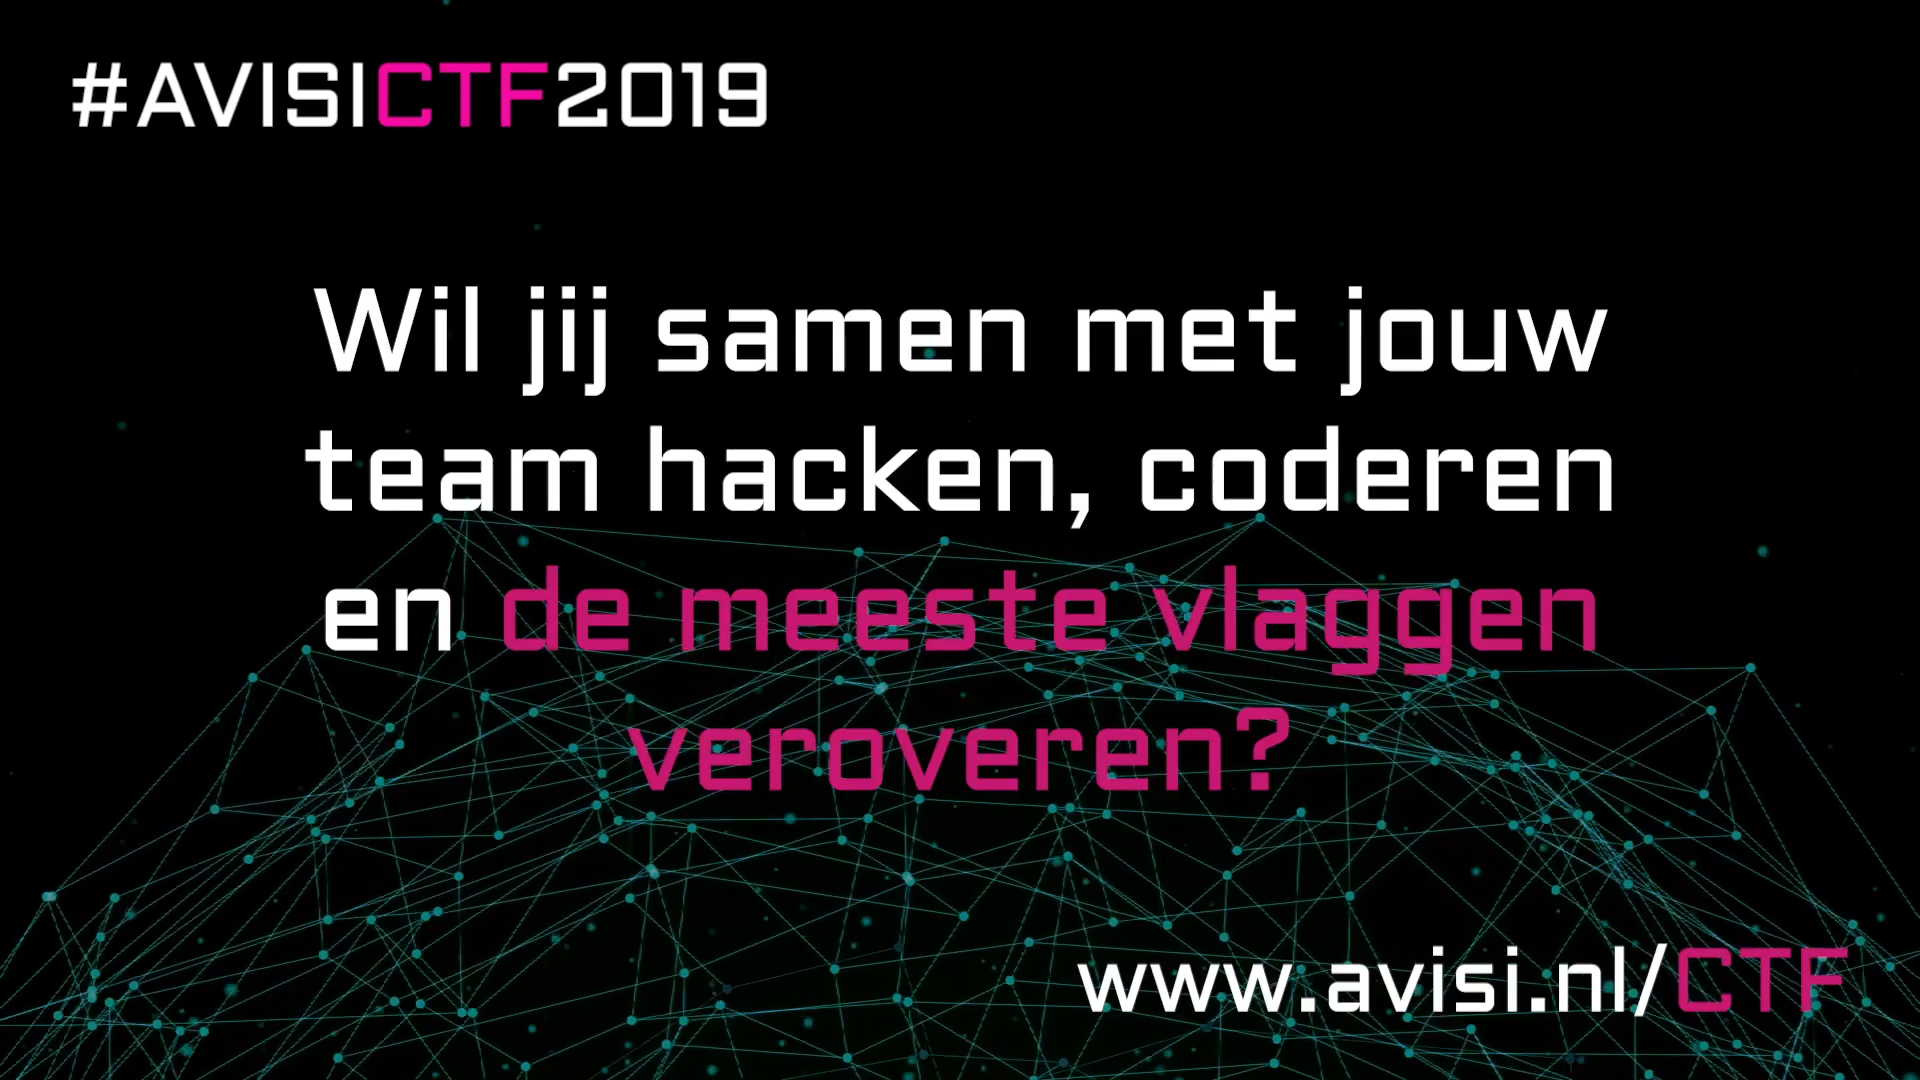 #AVISICTF2019
Wil jij samen met jouw
team hacken, coderen
en de meeste vlaggen
veroveren?
www.avisi.nl/CTF